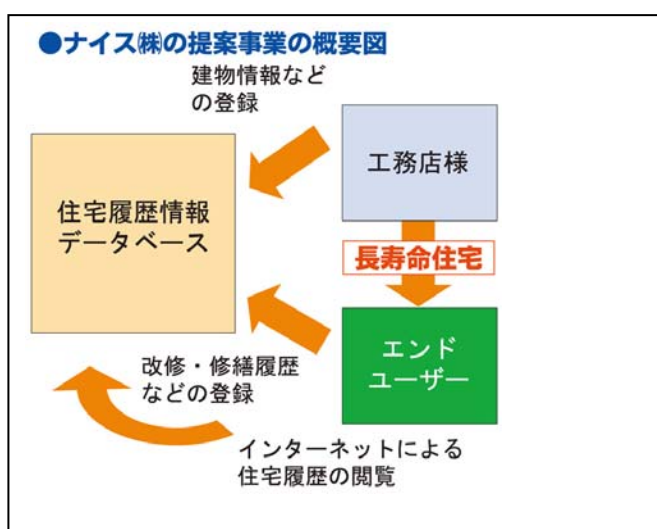 ●ナイス㈱の提案事業の概要図
建物情報など
の登録
工務店様
住宅履歴情報
データベース
長寿命住宅
エンド
ユーザー
改修・修繕履歴
などの登録
インターネットによる
住宅履歴の閲覧